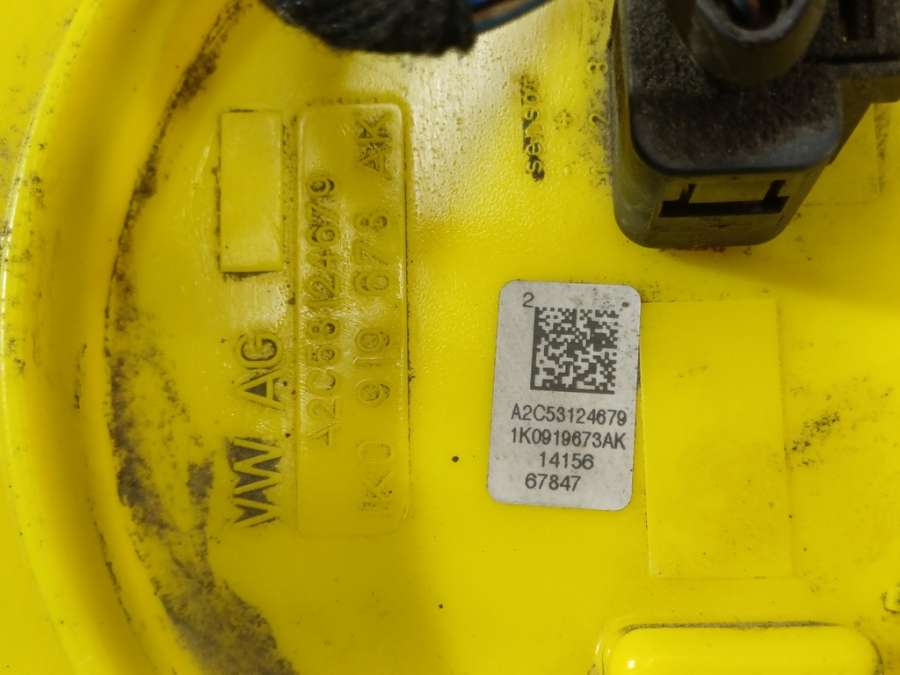 VW AG
A2C53124679
1K0 919 673 AK
2
A2C53124679
1K0919673AK
14156
67847